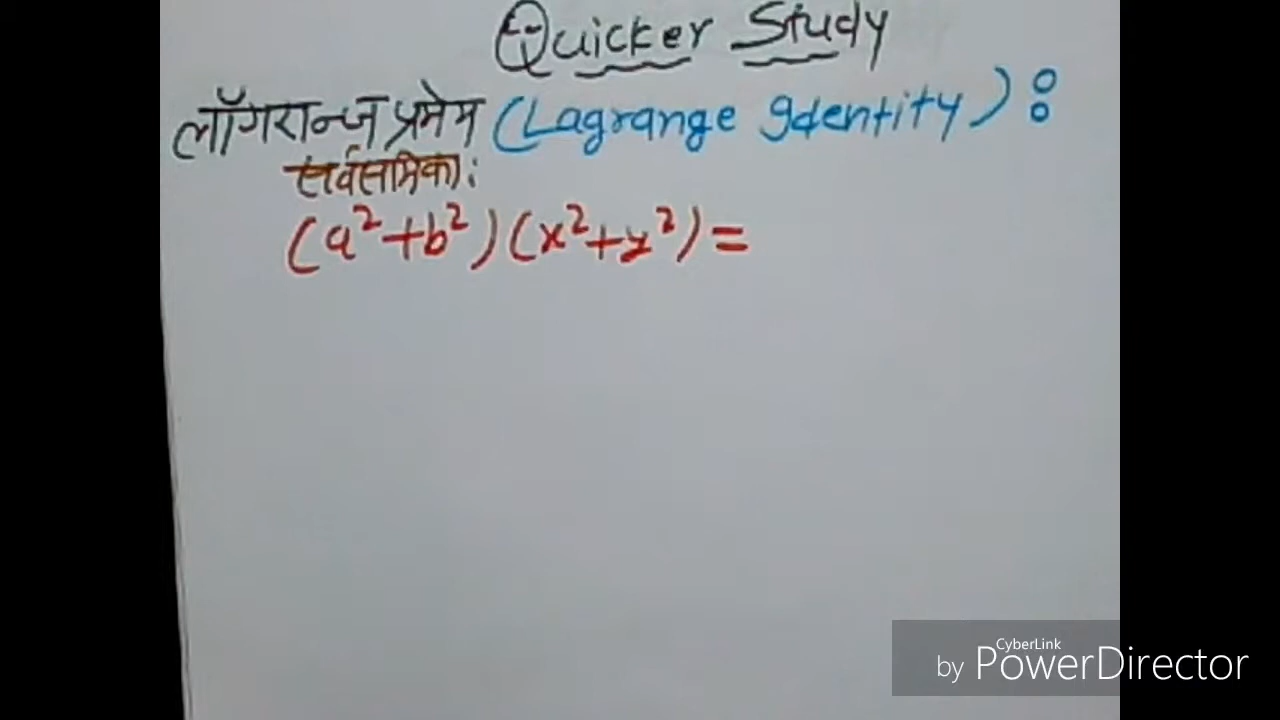 Quicker Study
लॉगरान्ज प्रमेय (Lagrange Identity) :
सर्वसमिका :
(a²+b²)(x²+y²)=
CyberLink
by PowerDirector